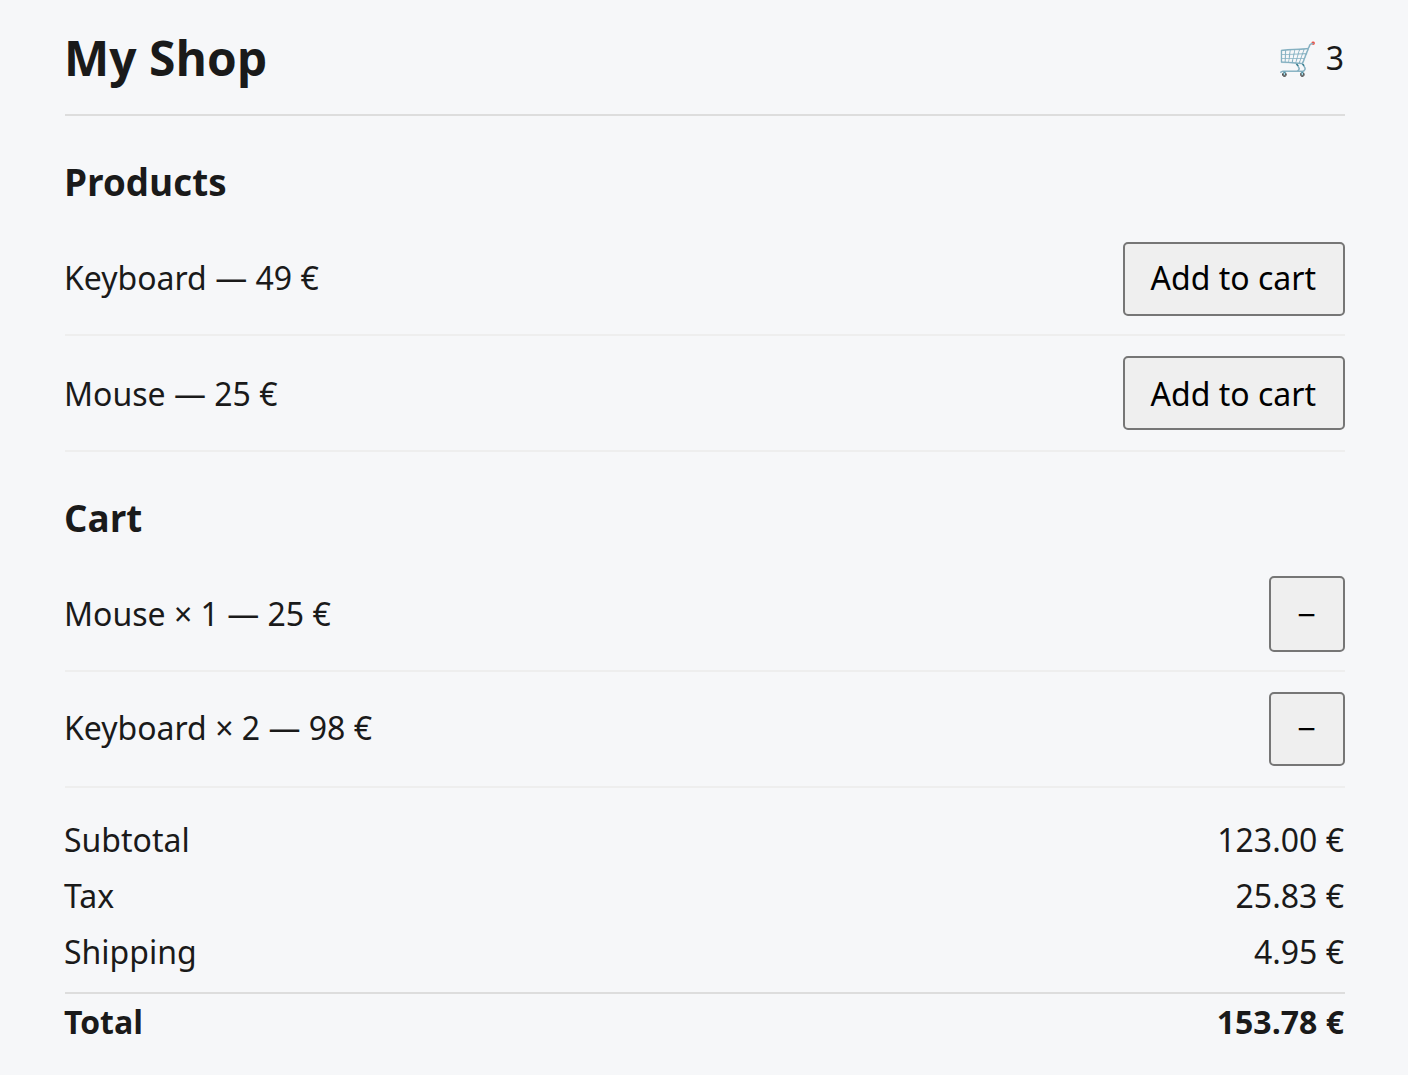 My Shop 🛒 3
Products
Keyboard — 49 € Add to cart
Mouse — 25 € Add to cart
Cart
Mouse × 1 — 25 € −
Keyboard × 2 — 98 € −
Subtotal 123.00 €
Tax 25.83 €
Shipping 4.95 €
Total 153.78 €